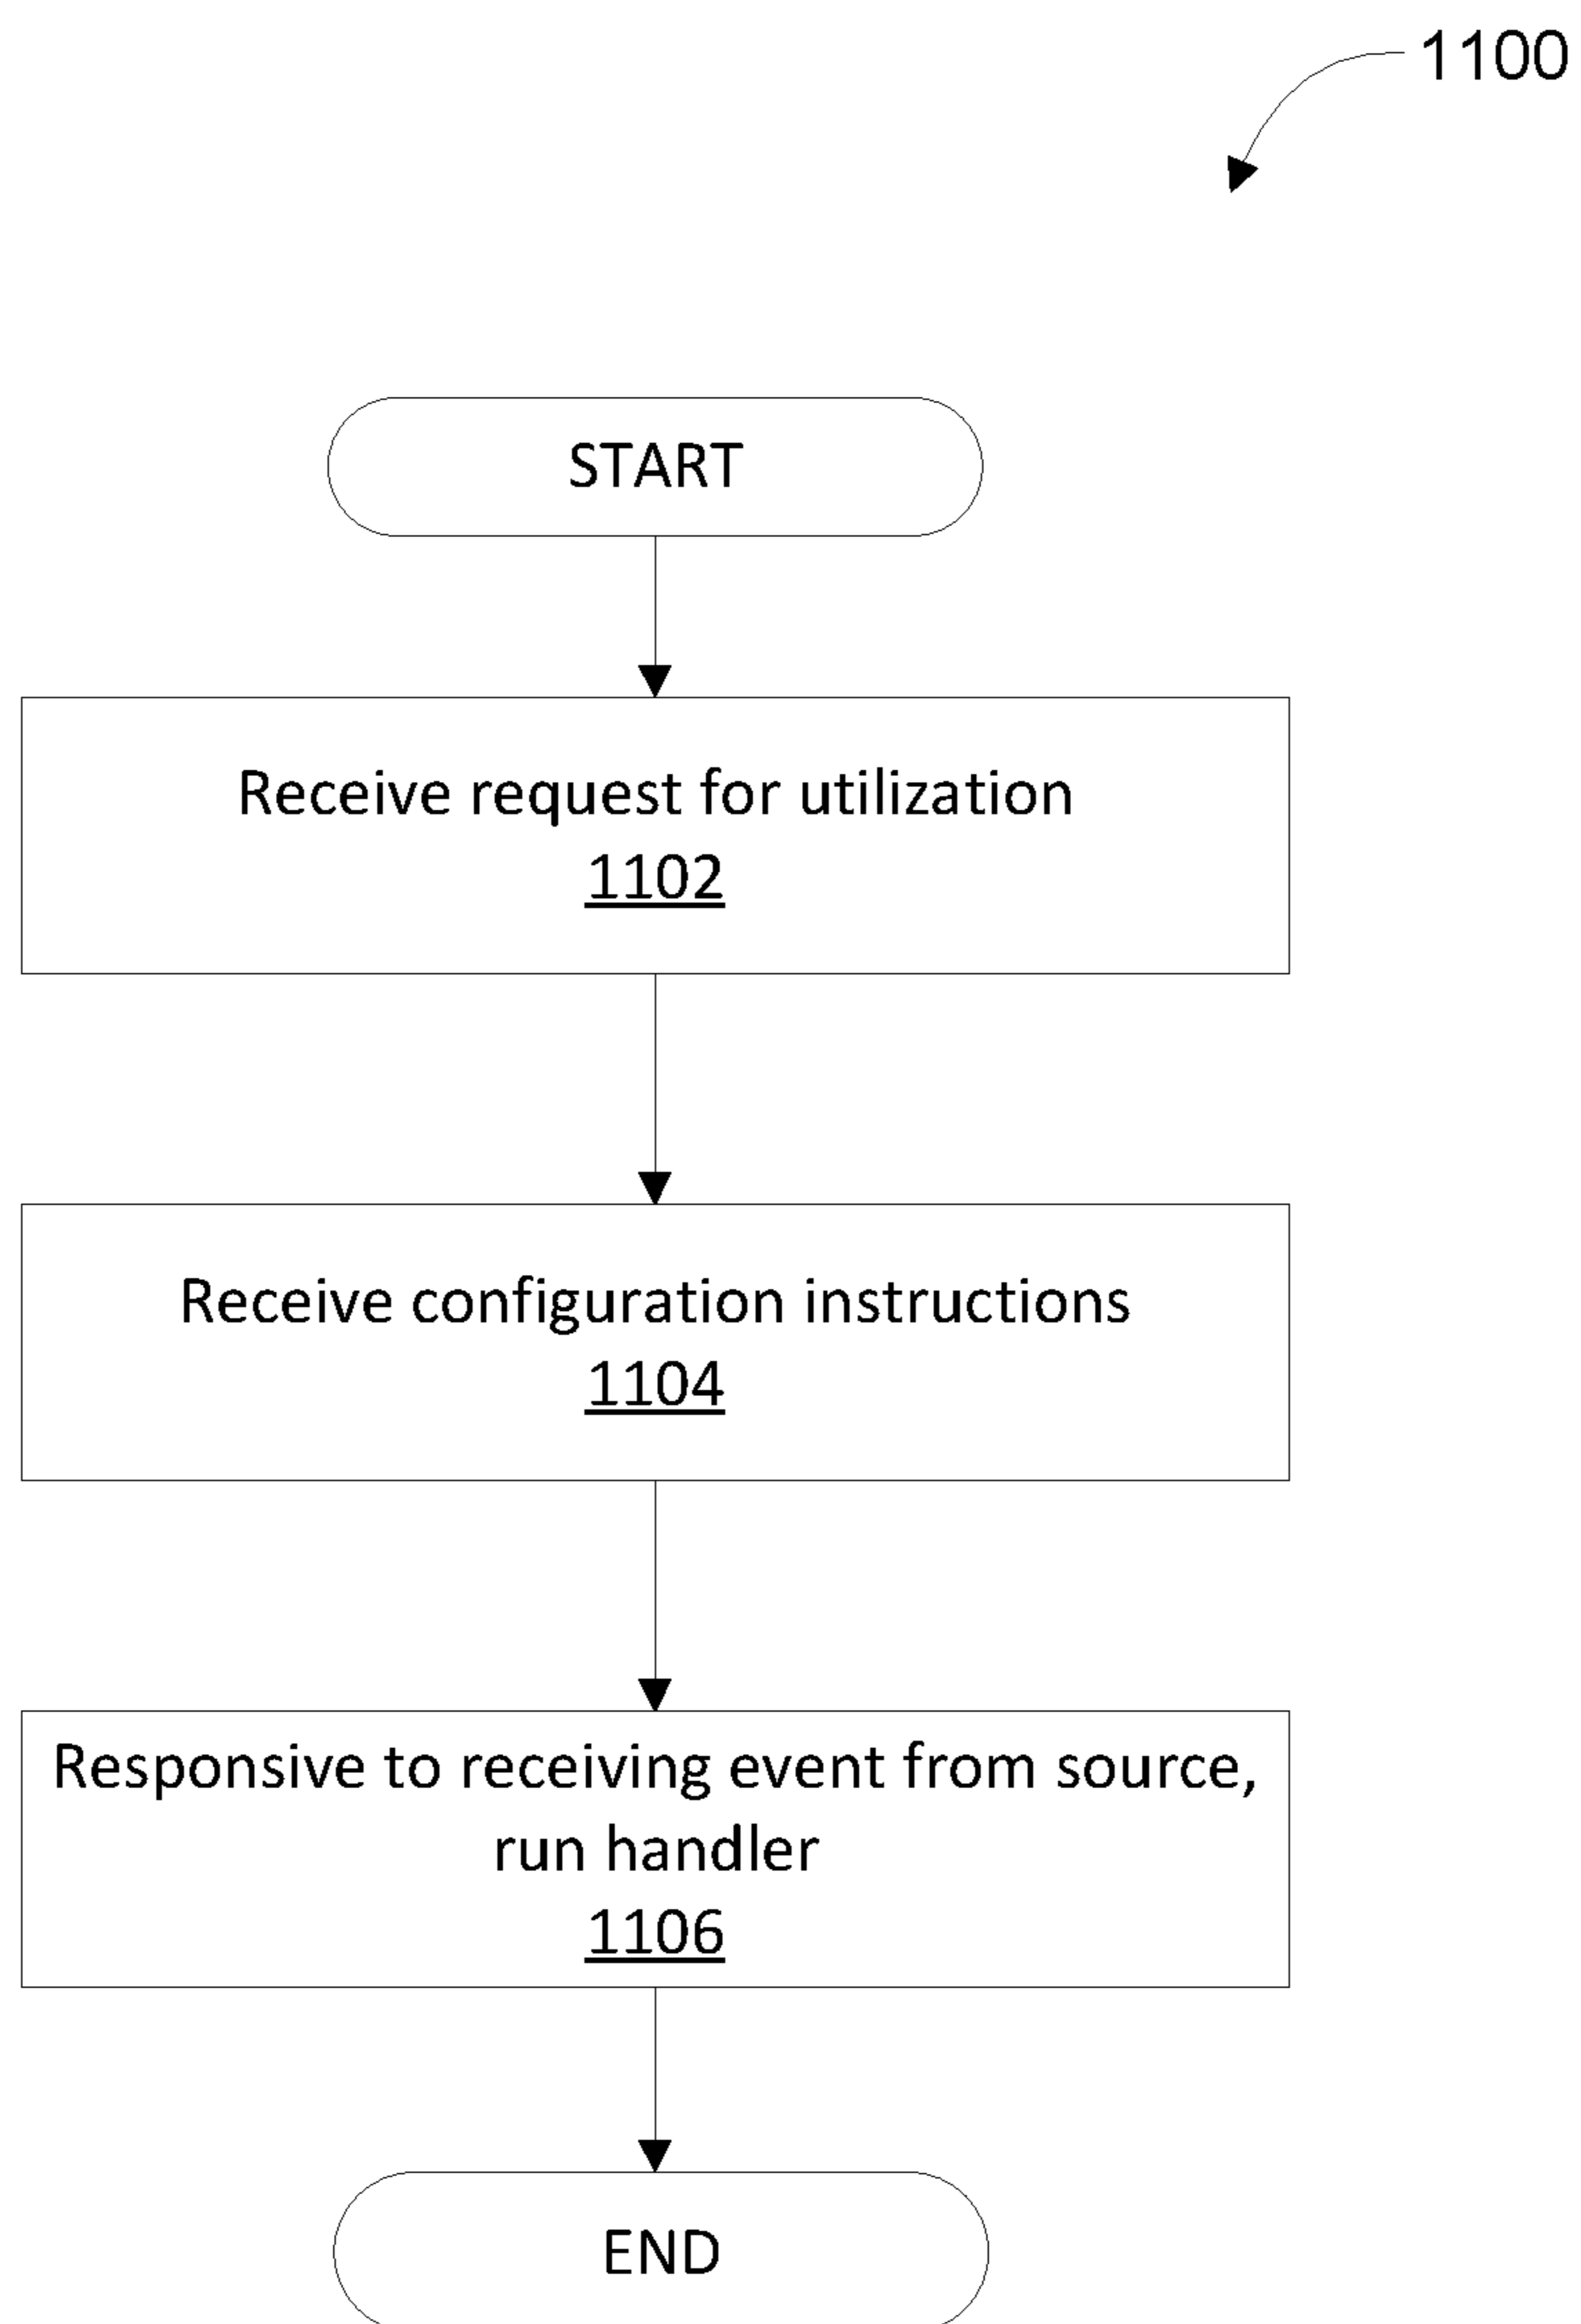 1100
START
Receive request for utilization
1102
Receive configuration instructions
1104
Responsive to receiving event from source,
run handler
1106
END